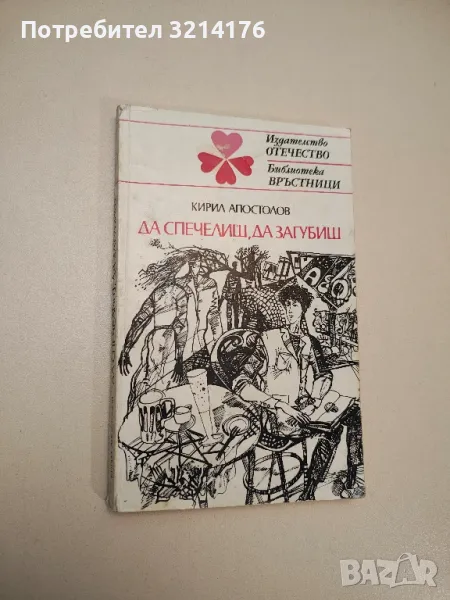 Потребител 3214176
Издателство
ОТЕЧЕСТВО
Библиотека
ВРЪСТНИЦИ
КИРИЛ АПОСТОЛОВ
ДА СПЕЧЕЛИШ, ДА ЗАГУБИШ
BAZAR